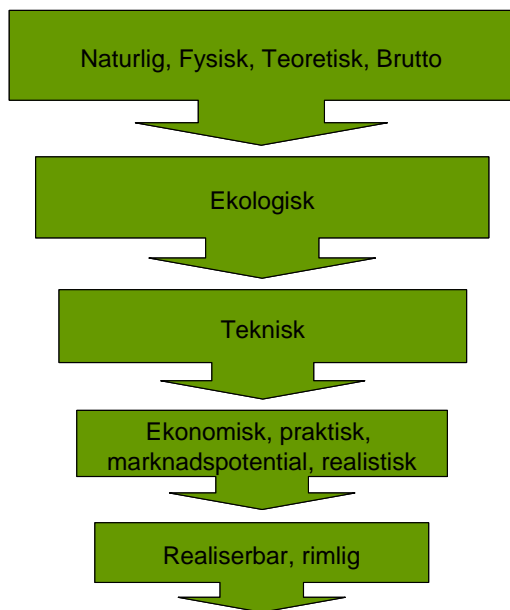 Naturlig, Fysisk, Teoretisk, Brutto
Ekologisk
Teknisk
Ekonomisk, praktisk,
marknadspotential, realistisk
Realiserbar, rimlig